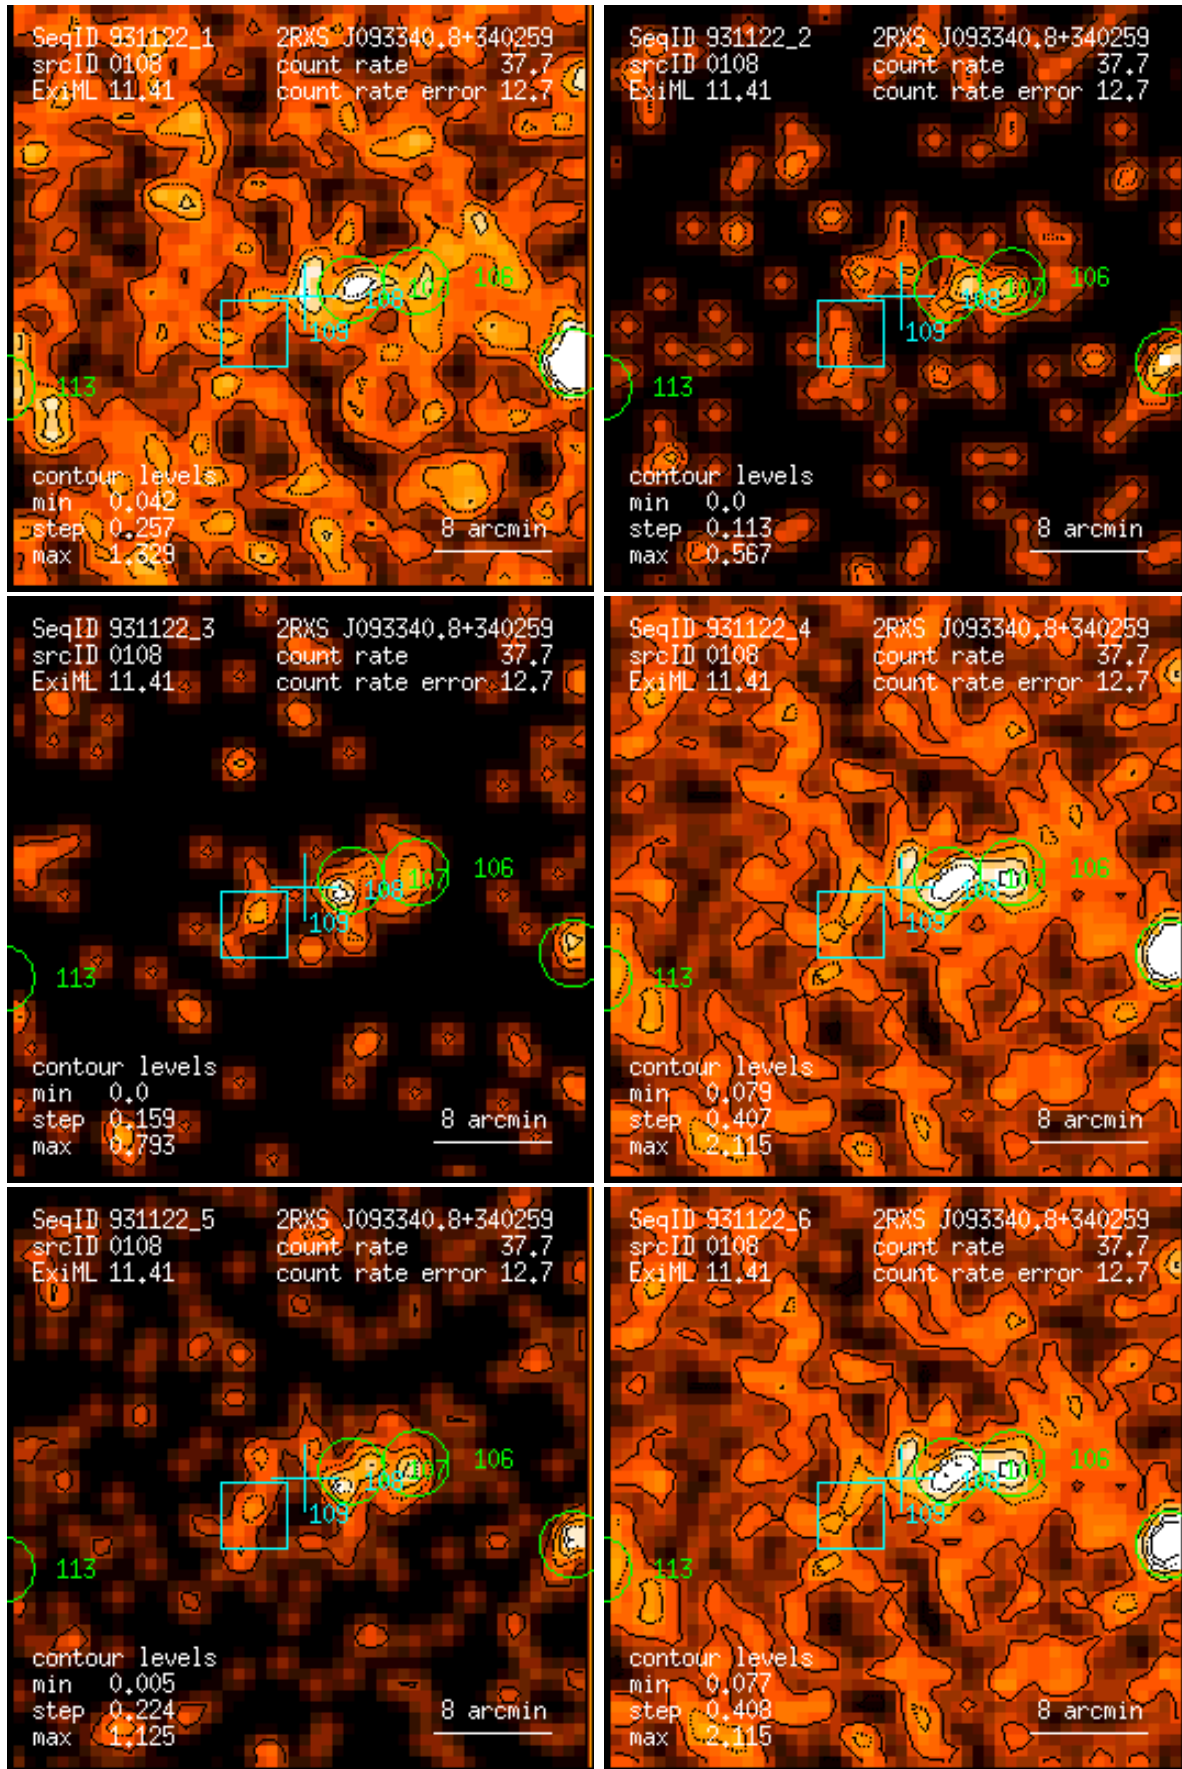 SeqID 931122_1 2RXS J093340.8+340259
srcID 0108 count rate 37.7
ExiML 11.41 count rate error 12.7
106
108 107
109
113
contour levels
min 0.042
step 0.257 8 arcmin
max 1.329
SeqID 931122_2 2RXS J093340.8+340259
srcID 0108 count rate 37.7
ExiML 11.41 count rate error 12.7
106
108 107
109
113
contour levels
min 0.0
step 0.113 8 arcmin
max 0.567
SeqID 931122_3 2RXS J093340.8+340259
srcID 0108 count rate 37.7
ExiML 11.41 count rate error 12.7
106
108 107
109
113
contour levels
min 0.0
step 0.159 8 arcmin
max 0.793
SeqID 931122_4 2RXS J093340.8+340259
srcID 0108 count rate 37.7
ExiML 11.41 count rate error 12.7
106
108 107
109
113
contour levels
min 0.079
step 0.407 8 arcmin
max 2.115
SeqID 931122_5 2RXS J093340.8+340259
srcID 0108 count rate 37.7
ExiML 11.41 count rate error 12.7
106
108 107
109
113
contour levels
min 0.005
step 0.224 8 arcmin
max 1.125
SeqID 931122_6 2RXS J093340.8+340259
srcID 0108 count rate 37.7
ExiML 11.41 count rate error 12.7
106
108 107
109
113
contour levels
min 0.077
step 0.408 8 arcmin
max 2.115